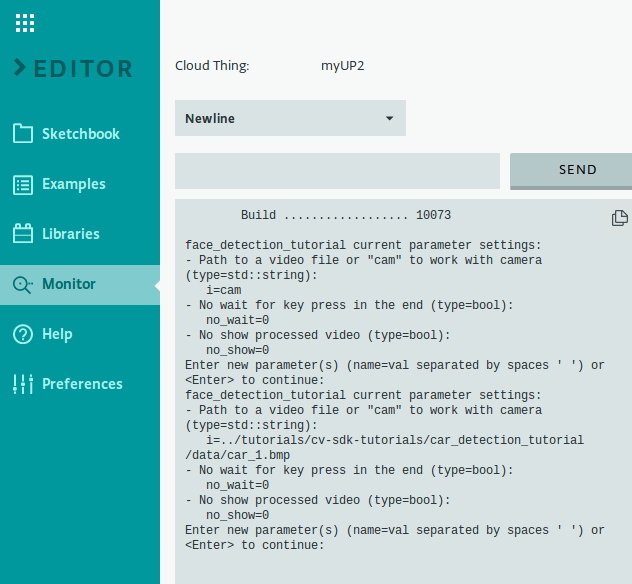 EDITOR
Sketchbook
Examples
Libraries
Monitor
Help
Preferences
Cloud Thing: myUP2
Newline
SEND
Build .................. 10073
face_detection_tutorial current parameter settings:
- Path to a video file or "cam" to work with camera
(type=std::string):
i=cam
- No wait for key press in the end (type=bool):
no_wait=0
- No show processed video (type=bool):
no_show=0
Enter new parameter(s) (name=val separated by spaces ' ') or
<Enter> to continue:
face_detection_tutorial current parameter settings:
- Path to a video file or "cam" to work with camera
(type=std::string):
i=../tutorials/cv-sdk-tutorials/car_detection_tutorial
/data/car_1.bmp
- No wait for key press in the end (type=bool):
no_wait=0
- No show processed video (type=bool):
no_show=0
Enter new parameter(s) (name=val separated by spaces ' ') or
<Enter> to continue: